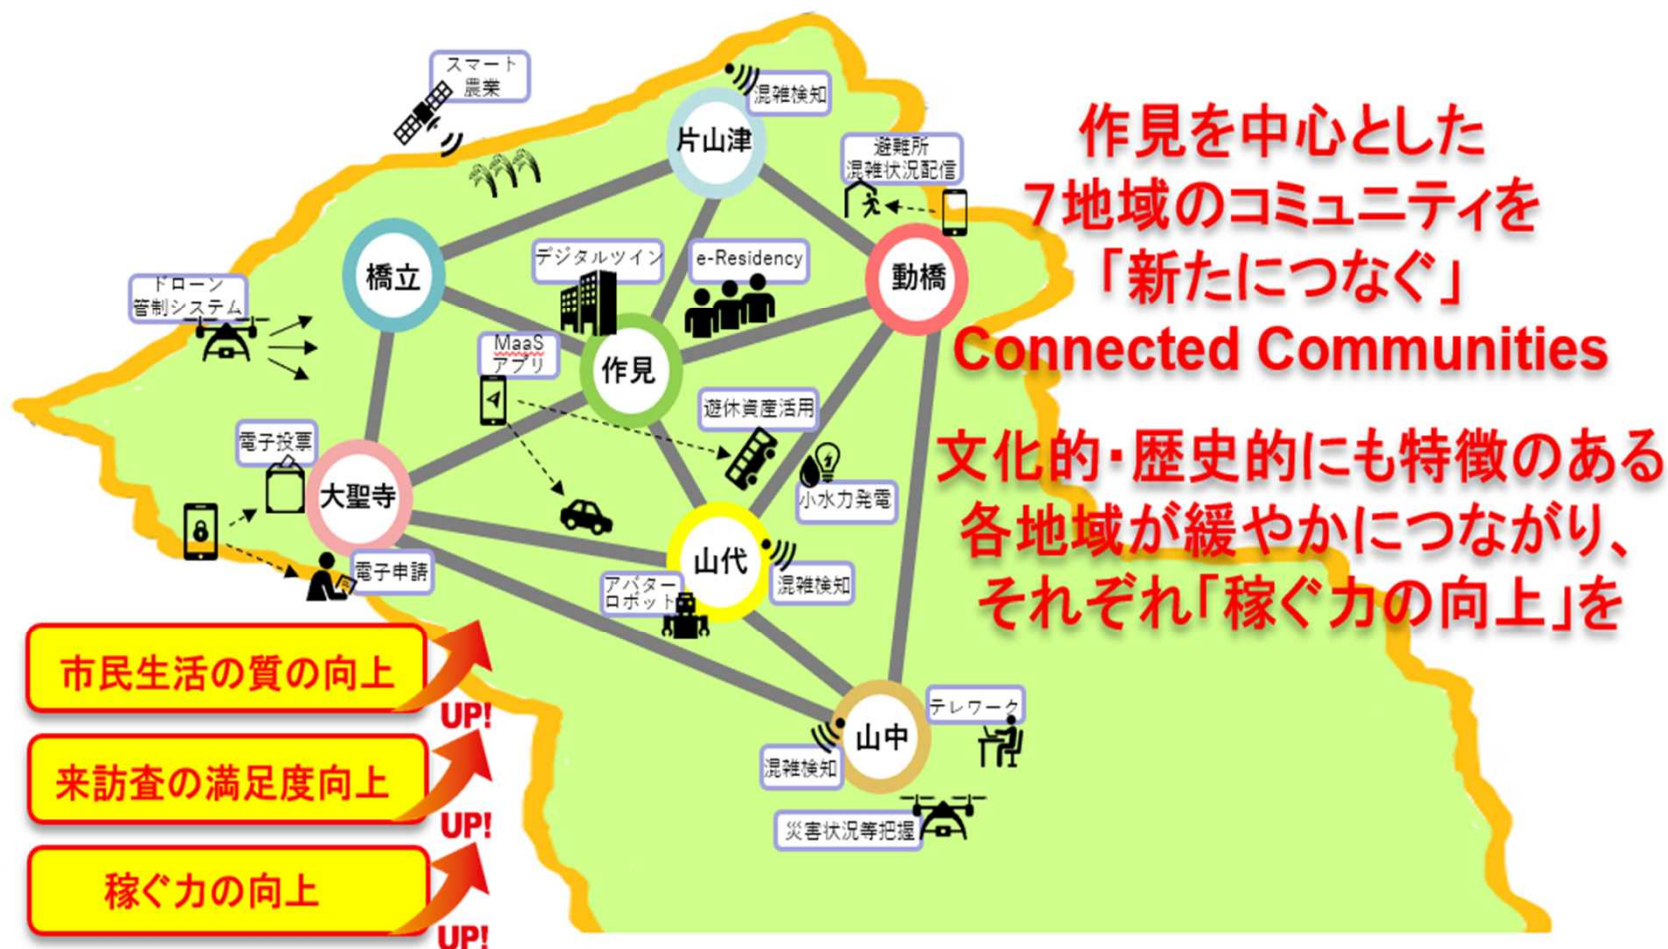 スマート
農業
混雑検知
片山津
避難所
混雑状況配信
作見を中心とした
7地域のコミュニティを
「新たにつなぐ」
Connected Communities
橋立
デジタルツイン
e-Residency
動橋
ドローン
管制システム
MaaS
アプリ
作見
遊休資産活用
電子投票
大聖寺
小水力発電
文化的・歴史的にも特徴のある
各地域が緩やかにつながり、
それぞれ「稼ぐ力の向上」を
電子申請
山代
混雑検知
アバター
ロボット
市民生活の質の向上
UP!
テレワーク
山中
混雑検知
来訪査の満足度向上
UP!
災害状況等把握
稼ぐ力の向上
UP!